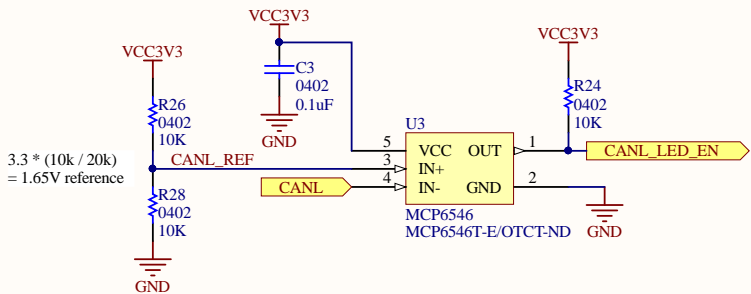 VCC3V3
VCC3V3
VCC3V3
C3
0402
0.1uF
GND
R26
0402
10K
R24
0402
10K
U3
3.3 * (10k / 20k)
= 1.65V reference
CANL_REF
CANL
5
3
4
VCC
IN+
IN-
OUT
GND
1
2
CANL_LED_EN
R28
0402
10K
MCP6546
MCP6546T-E/OTCT-ND
GND
GND